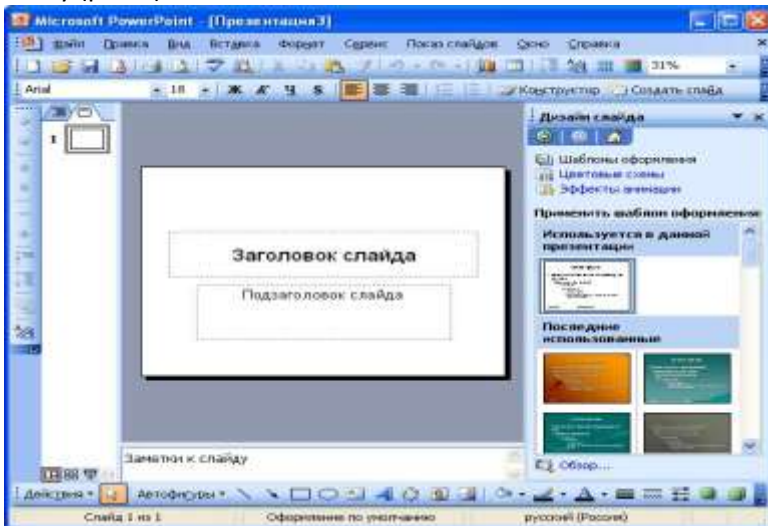 Microsoft PowerPoint - [Презентация3]
Файл Правка Вид Вставка Формат Сервис Показ слайдов Окно Справка
31%
Arial 18 Ж К Ч S Конструктор Создать слайд
Дизайн слайда
1
Шаблоны оформления
Цветовые схемы
Эффекты анимации
Применить шаблон оформления
Используется в данной презентации
Заголовок слайда
Подзаголовок слайда
Последние использованные
Заметки к слайду
Обзор...
Действия Автофигуры
Слайд 1 из 1 Оформление по умолчанию русский (Россия)